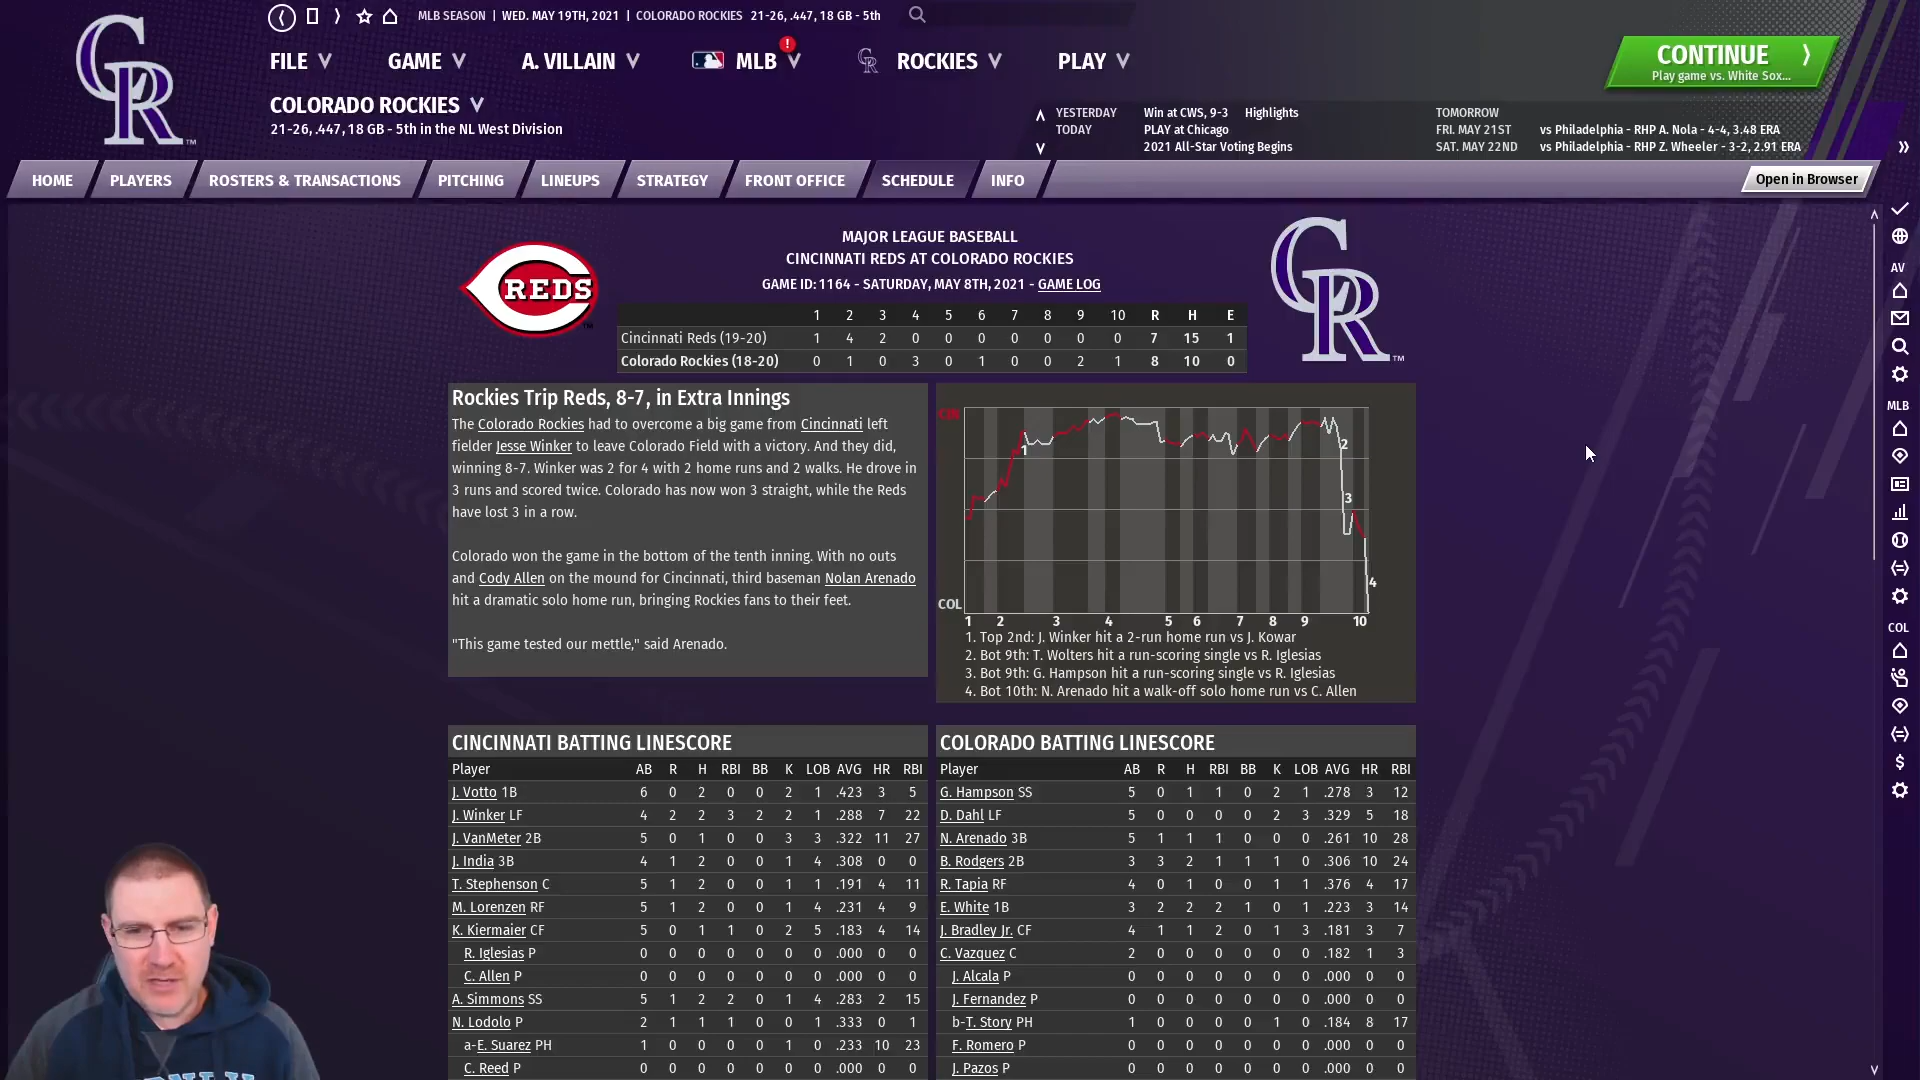 MLB SEASON | WED. MAY 19TH, 2021 | COLORADO ROCKIES 21-26, .447, 18 GB - 5th
FILE GAME A. VILLAIN MLB ! ROCKIES PLAY
CONTINUE
Play game vs. White Sox...
COLORADO ROCKIES
21-26, .447, 18 GB - 5th in the NL West Division
YESTERDAY Win at CWS, 9-3 Highlights
TODAY PLAY at Chicago
2021 All-Star Voting Begins
TOMORROW
FRI. MAY 21ST vs Philadelphia - RHP A. Nola - 4-4, 3.48 ERA
SAT. MAY 22ND vs Philadelphia - RHP Z. Wheeler - 3-2, 2.91 ERA
HOME PLAYERS ROSTERS & TRANSACTIONS PITCHING LINEUPS STRATEGY FRONT OFFICE SCHEDULE INFO
Open in Browser
CR TM
REDS
MAJOR LEAGUE BASEBALL
CINCINNATI REDS AT COLORADO ROCKIES
GAME ID: 1164 - SATURDAY, MAY 8TH, 2021 - GAME LOG
1 2 3 4 5 6 7 8 9 10 R H E
Cincinnati Reds (19-20) 1 4 2 0 0 0 0 0 0 0 7 15 1
Colorado Rockies (18-20) 0 1 0 3 0 1 0 0 2 1 8 10 0
CR TM
Rockies Trip Reds, 8-7, in Extra Innings
The Colorado Rockies had to overcome a big game from Cincinnati left
fielder Jesse Winker to leave Colorado Field with a victory. And they did,
winning 8-7. Winker was 2 for 4 with 2 home runs and 2 walks. He drove in
3 runs and scored twice. Colorado has now won 3 straight, while the Reds
have lost 3 in a row.
Colorado won the game in the bottom of the tenth inning. With no outs
and Cody Allen on the mound for Cincinnati, third baseman Nolan Arenado
hit a dramatic solo home run, bringing Rockies fans to their feet.
"This game tested our mettle," said Arenado.
CIN
1
2
3
4
COL
1 2 3 4 5 6 7 8 9 10
1. Top 2nd: J. Winker hit a 2-run home run vs J. Kowar
2. Bot 9th: T. Wolters hit a run-scoring single vs R. Iglesias
3. Bot 9th: G. Hampson hit a run-scoring single vs R. Iglesias
4. Bot 10th: N. Arenado hit a walk-off solo home run vs C. Allen
CINCINNATI BATTING LINESCORE
Player AB R H RBI BB K LOB AVG HR RBI
J. Votto 1B 6 0 2 0 0 2 1 .423 3 5
J. Winker LF 4 2 2 3 2 2 1 .288 7 22
J. VanMeter 2B 5 0 1 0 0 3 3 .322 11 27
J. India 3B 4 1 2 0 0 1 4 .308 0 0
T. Stephenson C 5 1 2 0 0 1 1 .191 4 11
M. Lorenzen RF 5 1 2 0 0 1 4 .231 4 9
K. Kiermaier CF 5 0 1 1 0 2 5 .183 4 14
R. Iglesias P 0 0 0 0 0 0 0 .000 0 0
C. Allen P 0 0 0 0 0 0 0 .000 0 0
A. Simmons SS 5 1 2 2 0 1 4 .283 2 15
N. Lodolo P 2 1 1 1 0 0 1 .333 0 1
a-E. Suarez PH 1 0 0 0 0 1 0 .233 10 23
C. Reed P 0 0 0 0 0 0 0 .000 0 0
COLORADO BATTING LINESCORE
Player AB R H RBI BB K LOB AVG HR RBI
G. Hampson SS 5 0 1 1 0 2 1 .278 3 12
D. Dahl LF 5 0 0 0 0 2 3 .329 5 18
N. Arenado 3B 5 1 1 1 0 0 0 .261 10 28
B. Rodgers 2B 3 3 2 1 1 1 0 .306 10 24
R. Tapia RF 4 0 1 0 0 1 1 .376 4 17
E. White 1B 3 2 2 2 1 0 1 .223 3 14
J. Bradley Jr. CF 4 1 1 2 0 1 3 .181 3 7
C. Vazquez C 2 0 0 0 0 0 0 .182 1 3
J. Alcala P 0 0 0 0 0 0 0 .000 0 0
J. Fernandez P 0 0 0 0 0 0 0 .000 0 0
b-T. Story PH 1 0 0 0 0 1 0 .184 8 17
F. Romero P 0 0 0 0 0 0 0 .000 0 0
J. Pazos P 0 0 0 0 0 0 0 .000 0 0
AV
MLB
COL
$